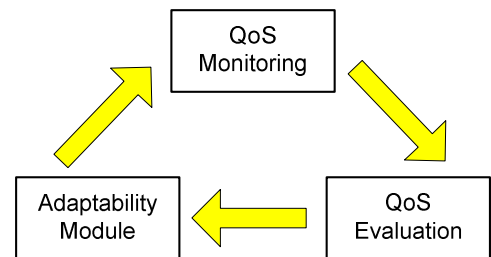 QoS
Monitoring
Adaptability
Module
QoS
Evaluation